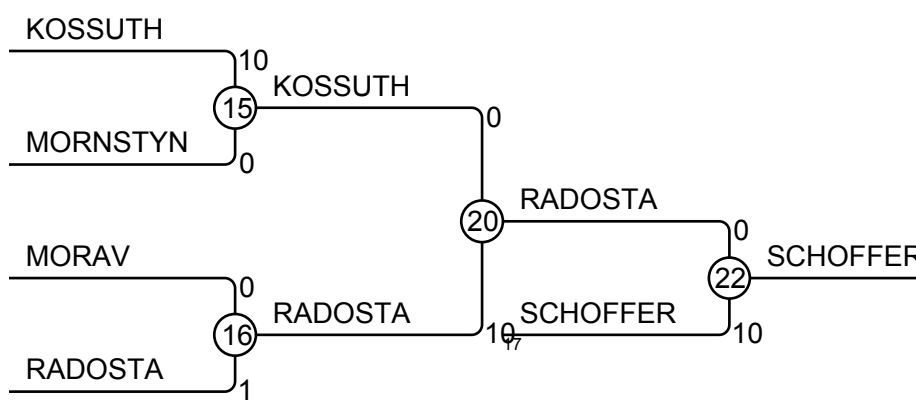 KOSSUTH
10
15
KOSSUTH
MORNSTYN
0
0
20
RADOSTA
0
MORAV
0
22
SCHOFFER
16
RADOSTA
10
17
SCHOFFER
10
RADOSTA
1